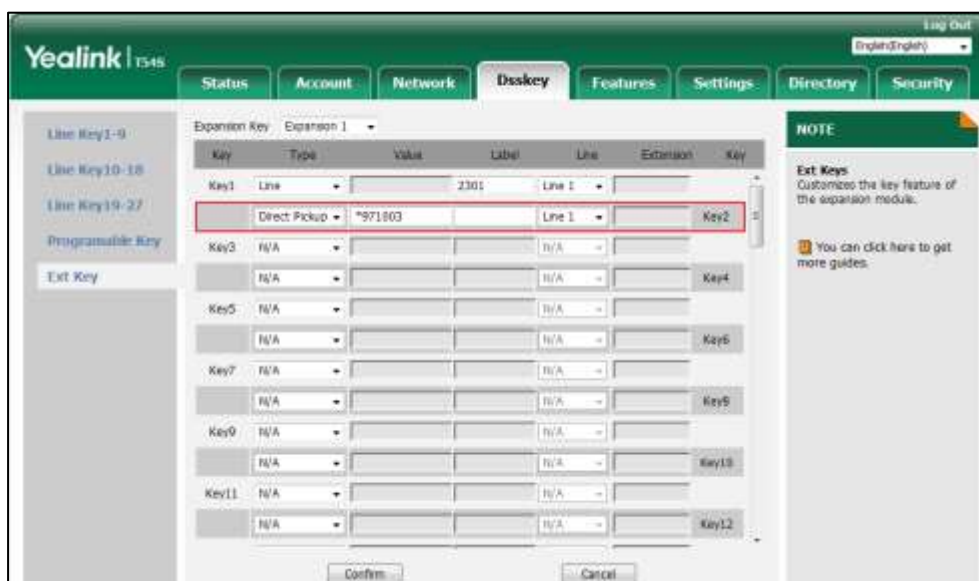 Log Out
Yealink T54S
English(English)
Status Account Network Dsskey Features Settings Directory Security
Line Key1-9
Line Key10-18
Line Key19-27
Programable Key
Ext Key
Expansion Key Expansion 1
Key Type Value Label Line Extension Key
Key1 Line 2301 Line 1
Direct Pickup *971803 Line 1 Key2
Key3 N/A N/A
N/A N/A Key4
Key5 N/A N/A
N/A N/A Key6
Key7 N/A N/A
N/A N/A Key8
Key9 N/A N/A
N/A N/A Key10
Key11 N/A N/A
N/A N/A Key12
Confirm Cancel
NOTE
Ext Keys
Customizes the key feature of
the expansion module.
You can click here to get
more guides.